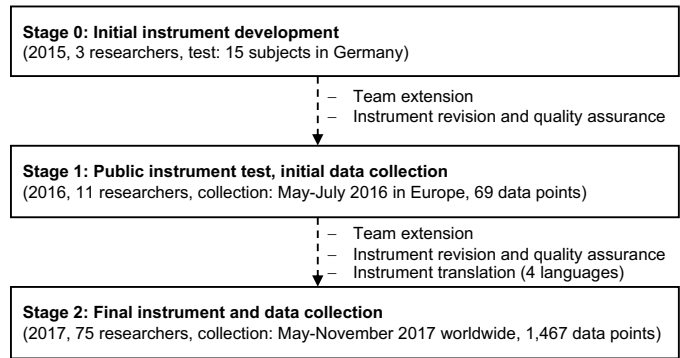 Stage 0: Initial instrument development
(2015, 3 researchers, test: 15 subjects in Germany)
– Team extension
– Instrument revision and quality assurance
Stage 1: Public instrument test, initial data collection
(2016, 11 researchers, collection: May-July 2016 in Europe, 69 data points)
– Team extension
– Instrument revision and quality assurance
– Instrument translation (4 languages)
Stage 2: Final instrument and data collection
(2017, 75 researchers, collection: May-November 2017 worldwide, 1,467 data points)